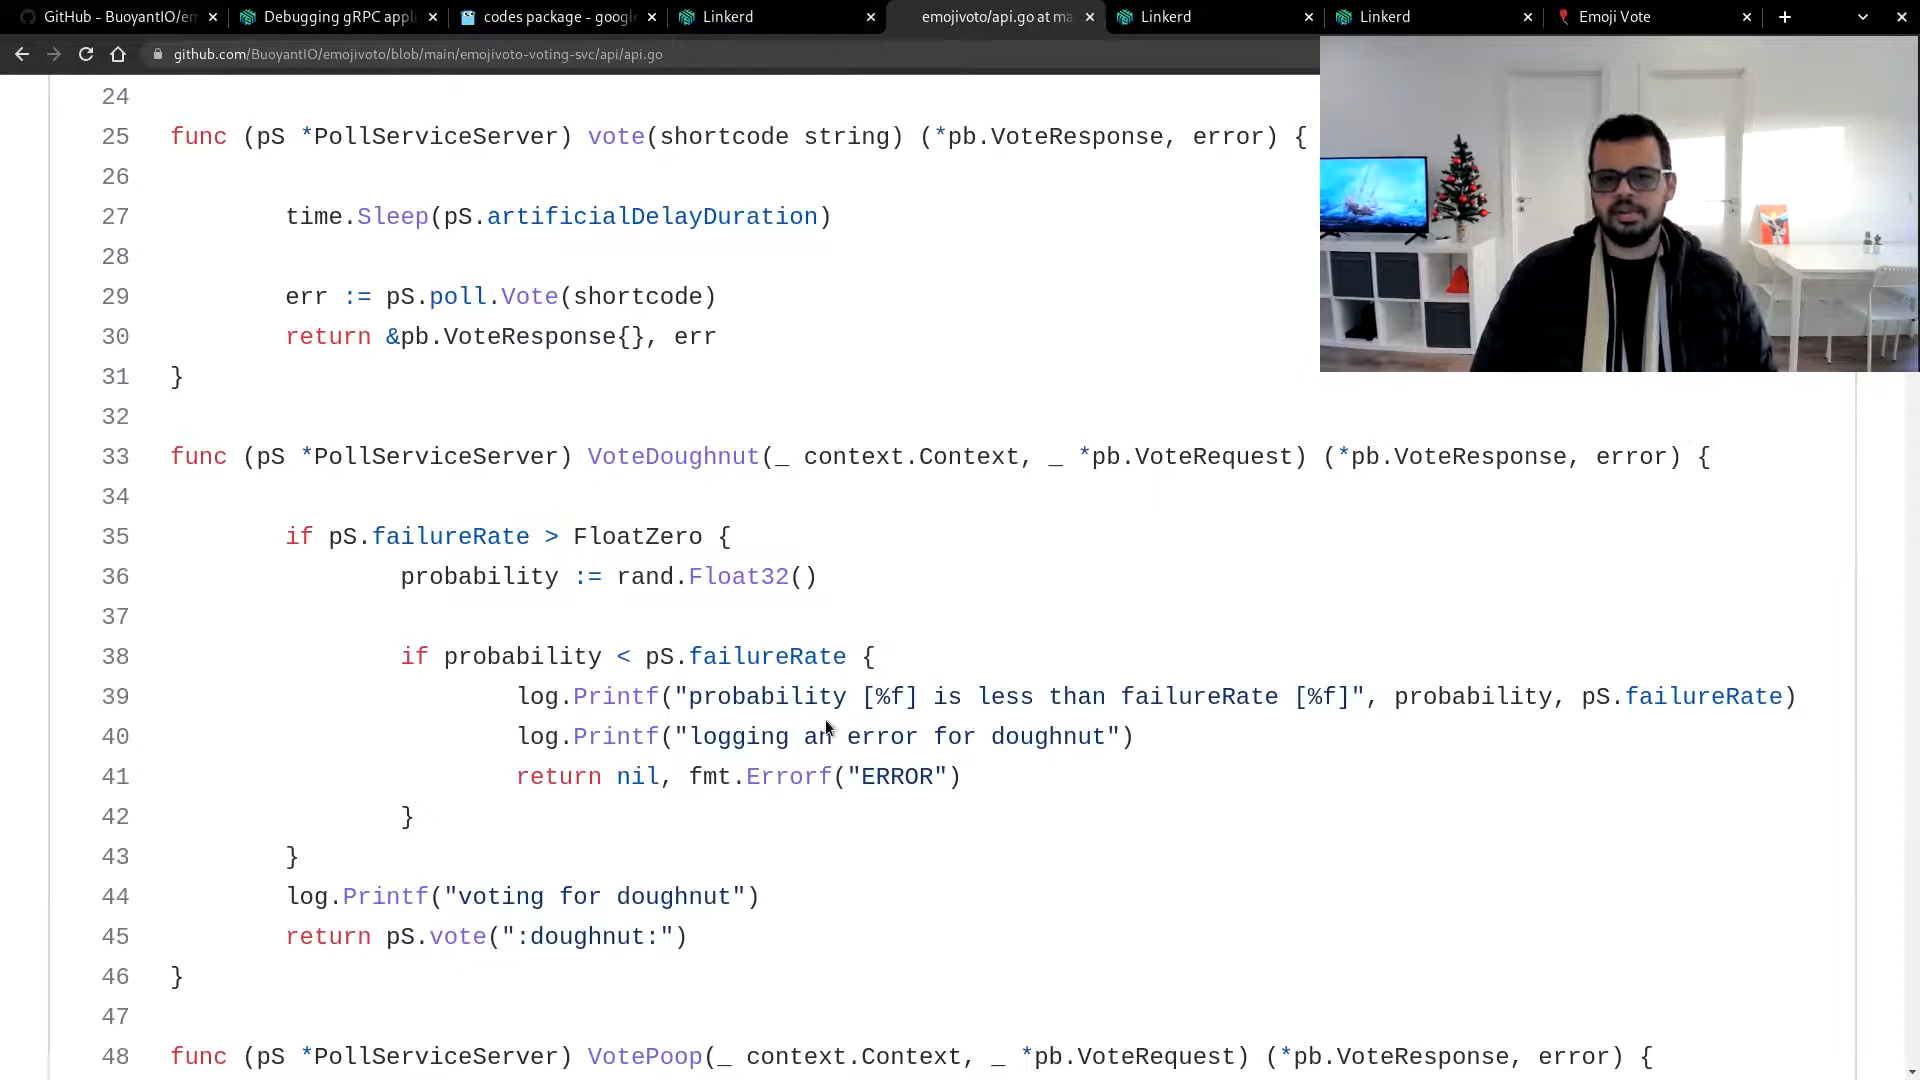 GitHub - BuoyantIO/em
Debugging gRPC appl
codes package - googl
Linkerd
emojivoto/api.go at ma
Linkerd
Linkerd
Emoji Vote
github.com/BuoyantIO/emojivoto/blob/main/emojivoto-voting-svc/api/api.go
24
25 func (pS *PollServiceServer) vote(shortcode string) (*pb.VoteResponse, error) {
26
27 time.Sleep(pS.artificialDelayDuration)
28
29 err := pS.poll.Vote(shortcode)
30 return &pb.VoteResponse{}, err
31 }
32
33 func (pS *PollServiceServer) VoteDoughnut(_ context.Context, _ *pb.VoteRequest) (*pb.VoteResponse, error) {
34
35 if pS.failureRate > FloatZero {
36 probability := rand.Float32()
37
38 if probability < pS.failureRate {
39 log.Printf("probability [%f] is less than failureRate [%f]", probability, pS.failureRate)
40 log.Printf("logging an error for doughnut")
41 return nil, fmt.Errorf("ERROR")
42 }
43 }
44 log.Printf("voting for doughnut")
45 return pS.vote(":doughnut:")
46 }
47
48 func (pS *PollServiceServer) VotePoop(_ context.Context, _ *pb.VoteRequest) (*pb.VoteResponse, error) {